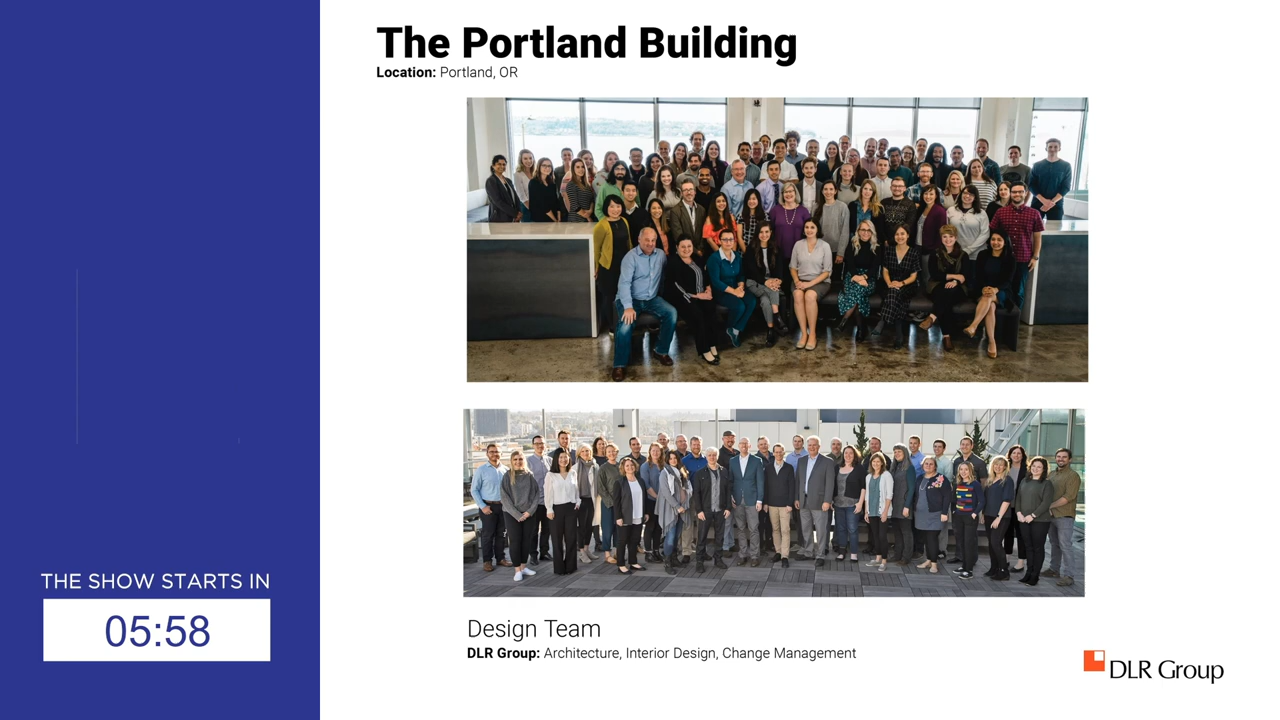 The Portland Building
Location: Portland, OR
THE SHOW STARTS IN
05:58
Design Team
DLR Group: Architecture, Interior Design, Change Management
DLR Group